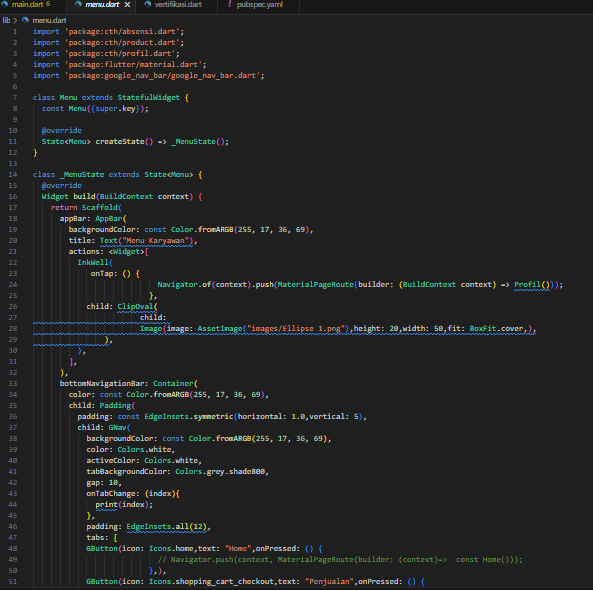 main.dart 6
menu.dart ×
vertifikasi.dart
! pubspec.yaml
lib > menu.dart
1 import 'package:cth/absensi.dart';
2 import 'package:cth/product.dart';
3 import 'package:cth/profil.dart';
4 import 'package:flutter/material.dart';
5 import 'package:google_nav_bar/google_nav_bar.dart';
6
7 class Menu extends StatefulWidget {
8 const Menu({super.key});
9
10 @override
11 State<Menu> createState() => _MenuState();
12 }
13
14 class _MenuState extends State<Menu> {
15 @override
16 Widget build(BuildContext context) {
17 return Scaffold(
18 appBar: AppBar(
19 backgroundColor: const Color.fromARGB(255, 17, 36, 69),
20 title: Text("Menu Karyawan"),
21 actions: <Widget>[
22 InkWell(
23 onTap: () {
24 Navigator.of(context).push(MaterialPageRoute(builder: (BuildContext context) => Profil()));
25 },
26 child: ClipOval(
27 child:
28 Image(image: AssetImage("images/Ellipse 1.png"),height: 20,width: 50,fit: BoxFit.cover,),
29 ),
30 ),
31 ],
32 ),
33 bottomNavigationBar: Container(
34 color: const Color.fromARGB(255, 17, 36, 69),
35 child: Padding(
36 padding: const EdgeInsets.symmetric(horizontal: 1.0,vertical: 5),
37 child: GNav(
38 backgroundColor: const Color.fromARGB(255, 17, 36, 69),
39 color: Colors.white,
40 activeColor: Colors.white,
41 tabBackgroundColor: Colors.grey.shade800,
42 gap: 10,
43 onTabChange: (index){
44 print(index);
45 },
46 padding: EdgeInsets.all(12),
47 tabs: [
48 GButton(icon: Icons.home,text: "Home",onPressed: () {
49 // Navigator.push(context, MaterialPageRoute(builder: (context)=> const Home()));
50 },),
51 GButton(icon: Icons.shopping_cart_checkout,text: "Penjualan",onPressed: () {